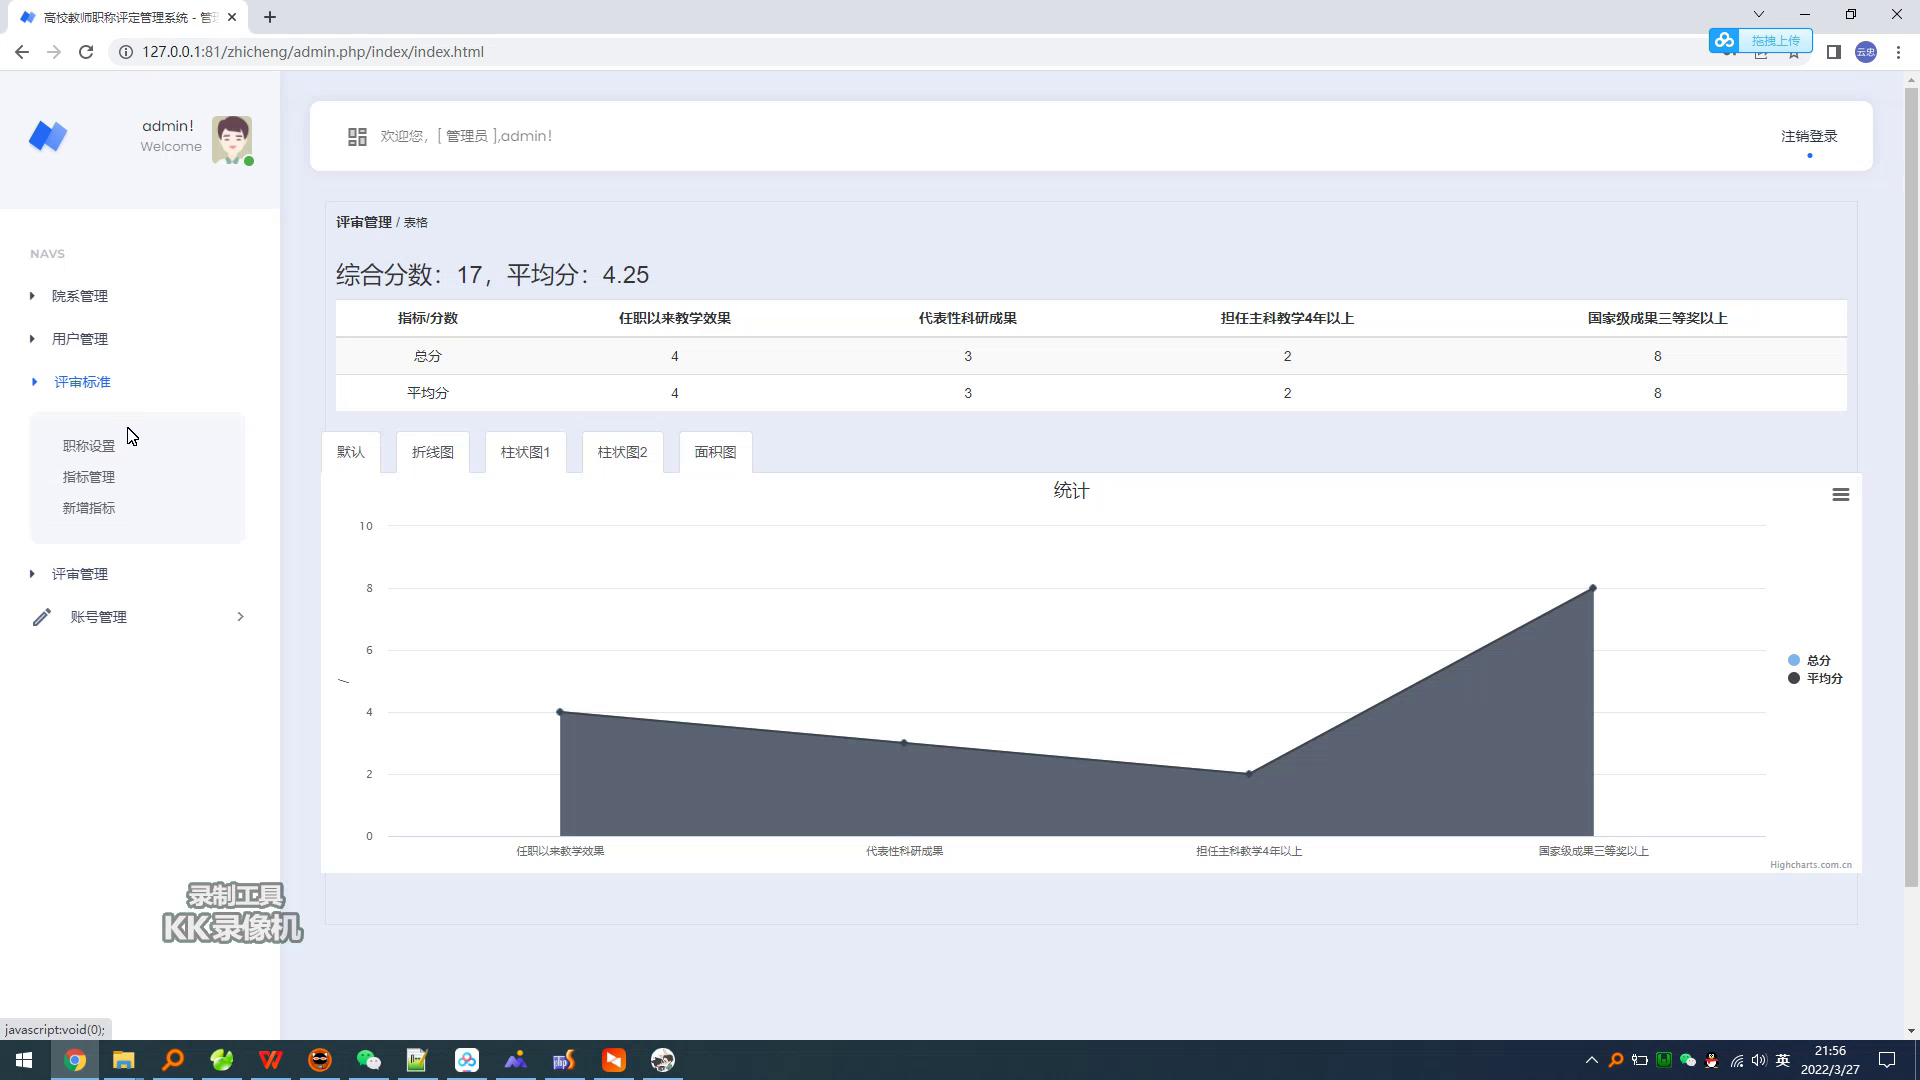 高校教师职称评定管理系统 - 管理
127.0.0.1:81/zhicheng/admin.php/index/index.html
拖拽上传
云忠
admin!
Welcome
欢迎您，[ 管理员 ],admin!
注销登录
NAVS
院系管理
用户管理
评审标准
职称设置
指标管理
新增指标
评审管理
账号管理
评审管理 / 表格
综合分数：17，平均分：4.25
指标/分数 任职以来教学效果 代表性科研成果 担任主科教学4年以上 国家级成果三等奖以上
总分 4 3 2 8
平均分 4 3 2 8
默认 折线图 柱状图1 柱状图2 面积图
统计
10
8
6
4
2
0
/
任职以来教学效果 代表性科研成果 担任主科教学4年以上 国家级成果三等奖以上
总分
平均分
Highcharts.com.cn
录制工具
KK录像机
javascript:void(0);
英
21:56
2022/3/27